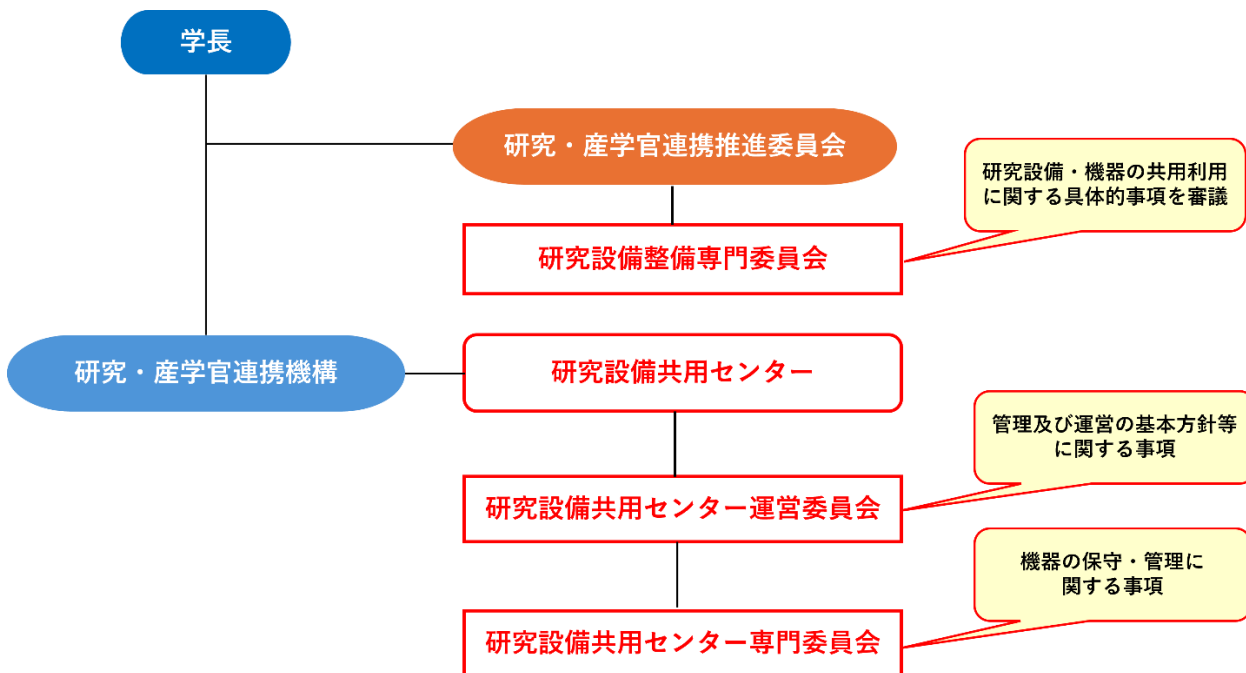 学長
研究・産学官連携推進委員会
研究設備・機器の共用利用
に関する具体的事項を審議
研究設備整備専門委員会
研究・産学官連携機構
研究設備共用センター
管理及び運営の基本方針等
に関する事項
研究設備共用センター運営委員会
機器の保守・管理に
関する事項
研究設備共用センター専門委員会